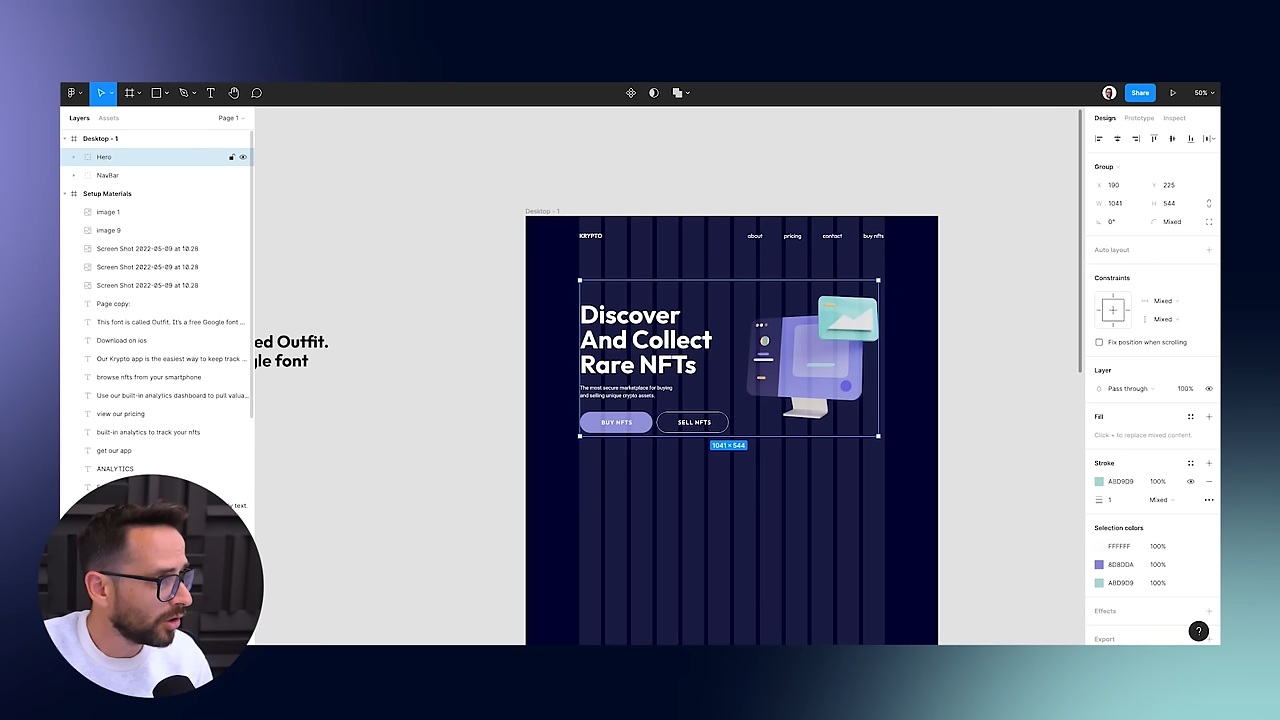 Share
50%
Layers
Assets
Page 1
Desktop - 1
Hero
NavBar
Setup Materials
image 1
image 9
Screen Shot 2022-05-09 at 10.28
Screen Shot 2022-05-09 at 10.28
Screen Shot 2022-05-09 at 10.28
Page copy:
This font is called Outfit. It's a free Google font ...
Download on ios
Our Krypto app is the easiest way to keep track ...
browse nfts from your smartphone
Use our built-in analytics dashboard to pull valua...
view our pricing
built-in analytics to track your nfts
get our app
ANALYTICS
y text.
ed Outfit.
gle font
Desktop - 1
KRYPTO
about
pricing
contact
buy nfts
Discover
And Collect
Rare NFTs
The most secure marketplace for buying
and selling unique crypto assets.
BUY NFTS
SELL NFTS
1041 × 544
Design
Prototype
Inspect
Group
X 190
Y 225
W 1041
H 544
0°
Mixed
Auto layout
Constraints
Mixed
Mixed
Fix position when scrolling
Layer
Pass through
100%
Fill
Click + to replace mixed content.
Stroke
ABD9D9
100%
1
Mixed
Selection colors
FFFFFF
100%
8D8DDA
100%
ABD9D9
100%
Effects
Export
?